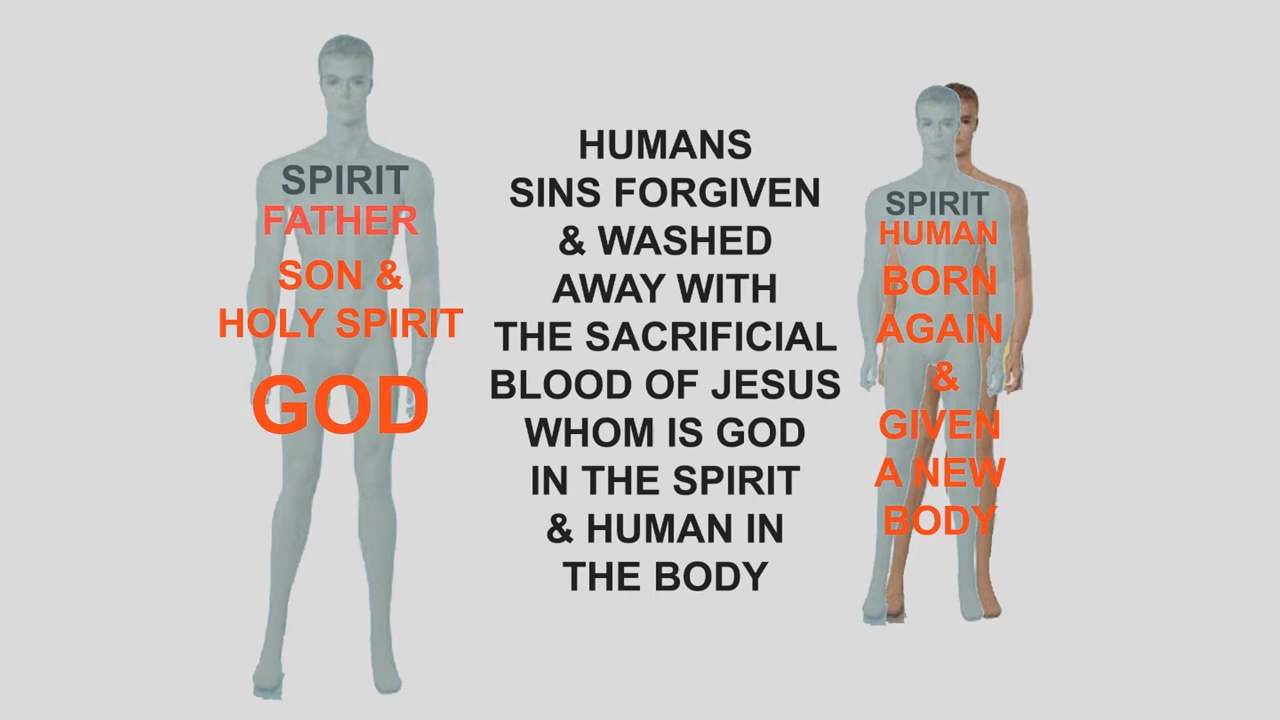 SPIRIT
FATHER
SON &
HOLY SPIRIT
GOD
HUMANS
SINS FORGIVEN
& WASHED
AWAY WITH
THE SACRIFICIAL
BLOOD OF JESUS
WHOM IS GOD
IN THE SPIRIT
& HUMAN IN
THE BODY
SPIRIT
HUMAN
BORN
AGAIN
&
GIVEN
A NEW
BODY